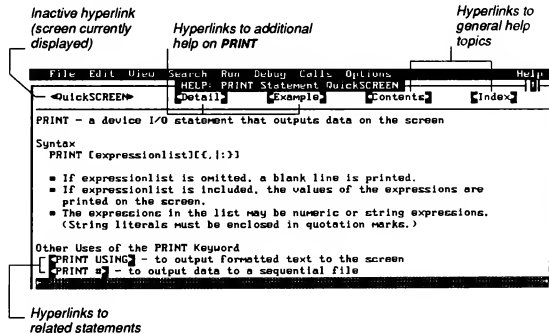 Inactive hyperlink
(screen currently
displayed)
Hyperlinks to additional
help on PRINT
Hyperlinks to
general help
topics
File Edit View Search Run Debug Calls Options Help
HELP: PRINT Statement QuickSCREEN
◄QuickSCREEN► Detail Example Contents Index
PRINT - a device I/O statement that outputs data on the screen
Syntax
PRINT [expressionlist][{,|;}]
■ If expressionlist is omitted, a blank line is printed.
■ If expressionlist is included, the values of the expressions are
printed on the screen.
■ The expressions in the list may be numeric or string expressions.
(String literals must be enclosed in quotation marks.)
Other Uses of the PRINT Keyword
PRINT USING - to output formatted text to the screen
PRINT # - to output data to a sequential file
Hyperlinks to
related statements